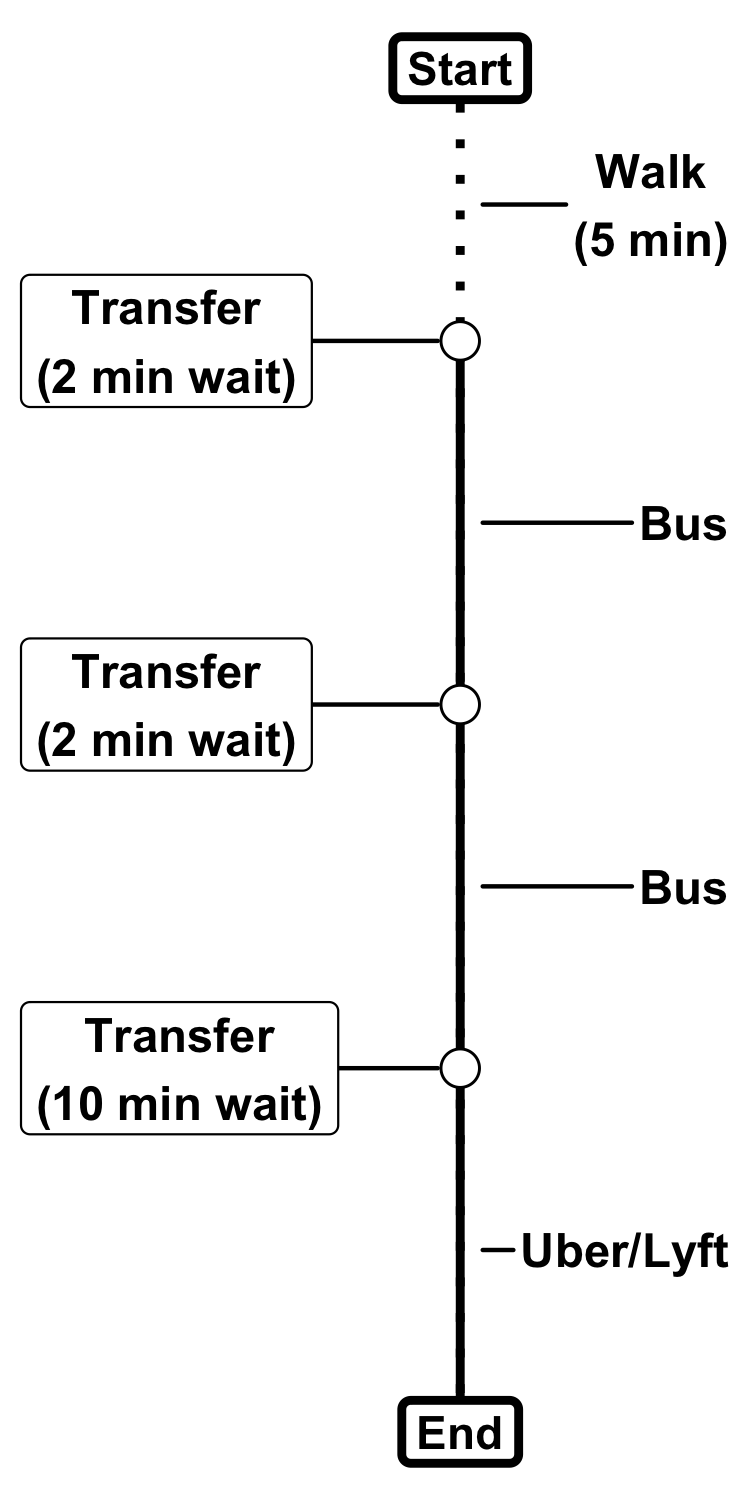 Start
Walk
(5 min)
Transfer
(2 min wait)
Bus
Transfer
(2 min wait)
Bus
Transfer
(10 min wait)
Uber/Lyft
End